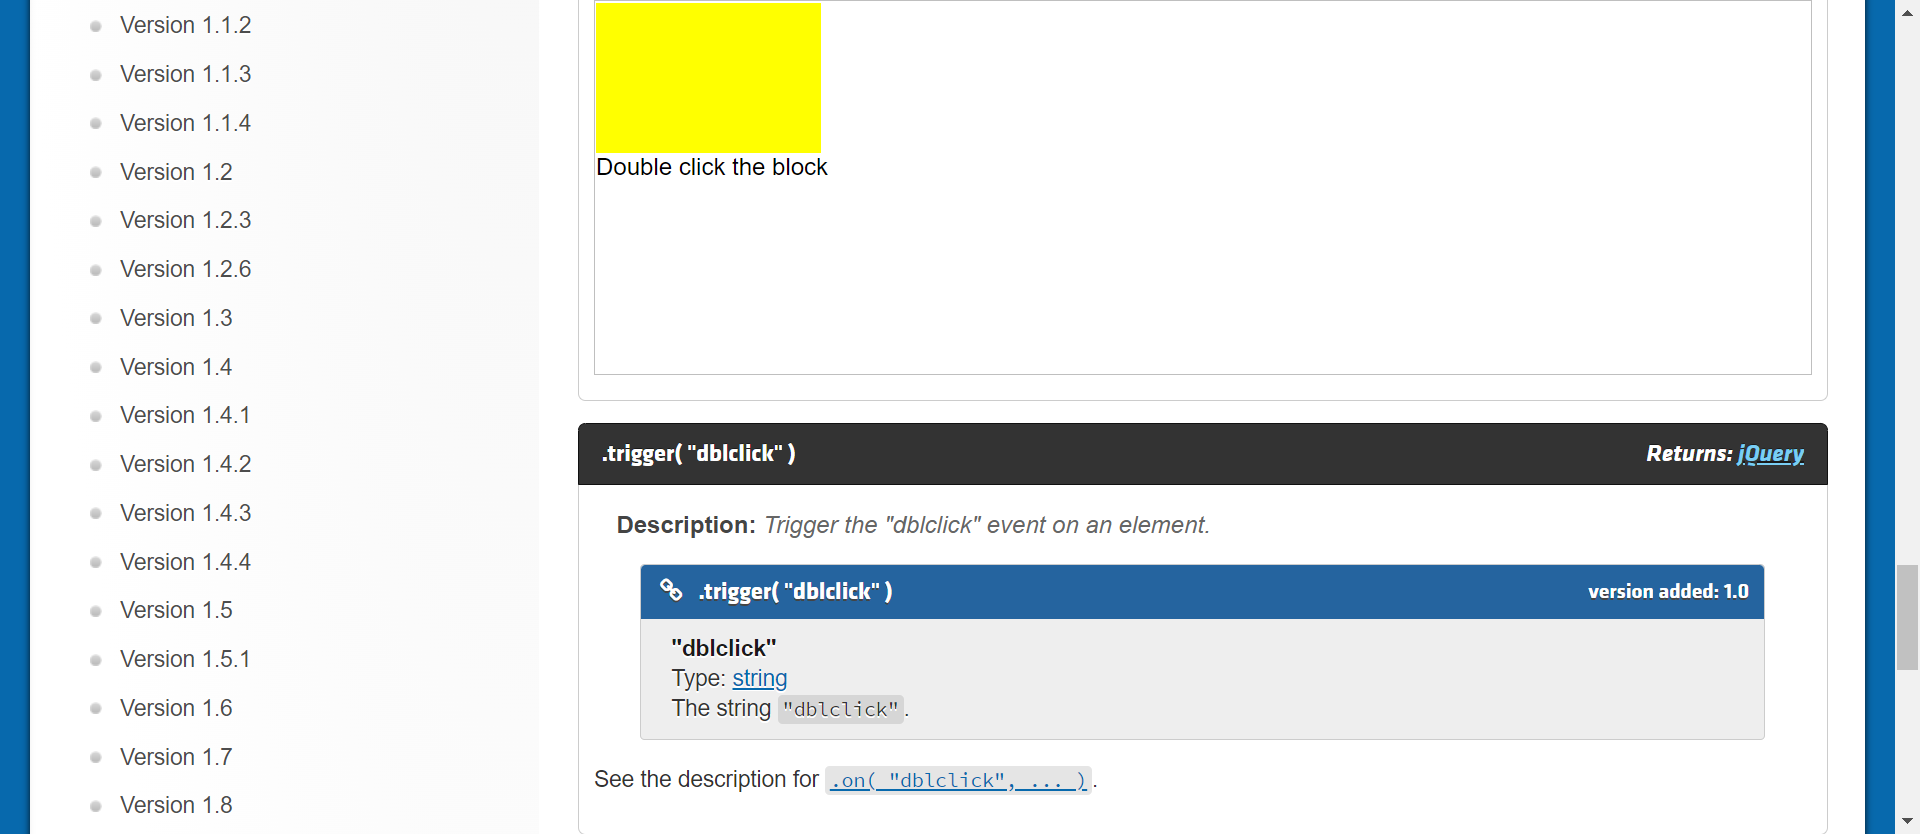 Version 1.1.2
Version 1.1.3
Version 1.1.4
Version 1.2
Version 1.2.3
Version 1.2.6
Version 1.3
Version 1.4
Version 1.4.1
Version 1.4.2
Version 1.4.3
Version 1.4.4
Version 1.5
Version 1.5.1
Version 1.6
Version 1.7
Version 1.8
Double click the block
.trigger( "dblclick" ) Returns: jQuery
Description: Trigger the "dblclick" event on an element.
.trigger( "dblclick" ) version added: 1.0
"dblclick"
Type: string
The string "dblclick".
See the description for .on( "dblclick", ... ).